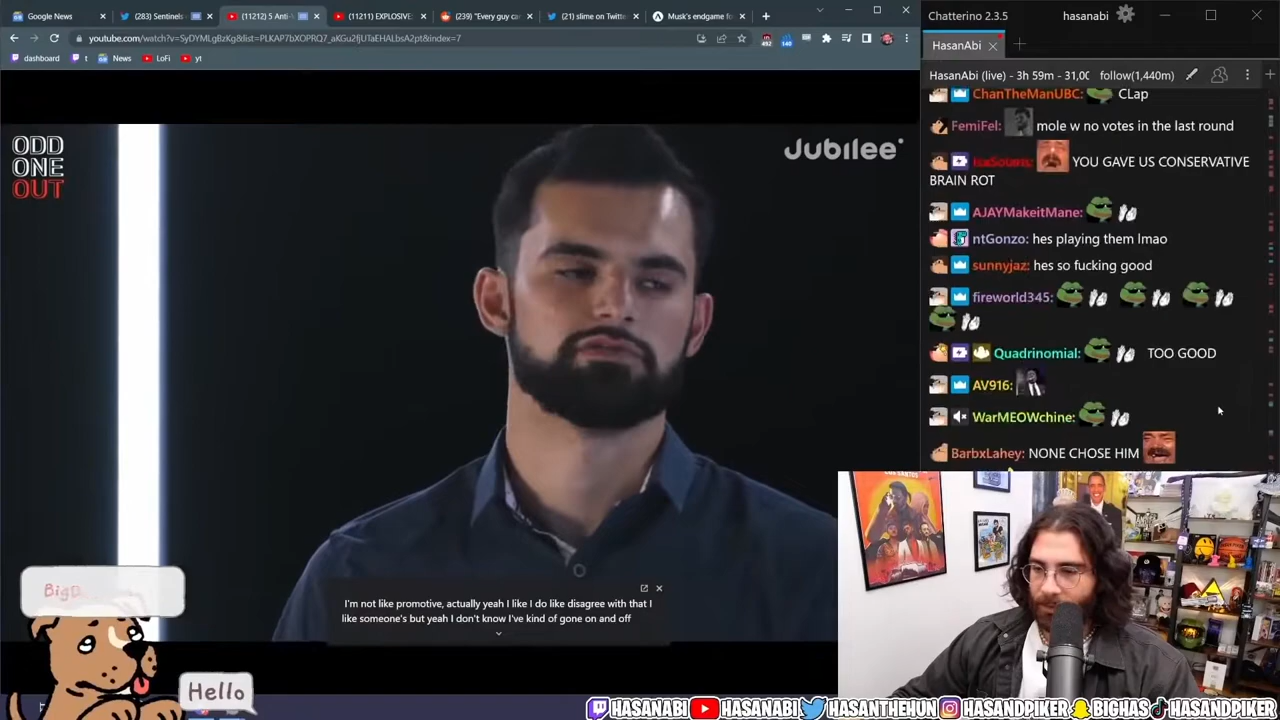 Google News
(283) Sentinels
(11212) 5 Anti-V
(11211) EXPLOSIVE
(239) "Every guy ca
(21) slime on Twitte
Musk's endgame fo
youtube.com/watch?v=SyDYMLgBzKg&list=PLKAP7bXOPRQ7_aKGu2fjUTaEHALbsA2pt&index=7
492
140
dashboard
t
News
LoFi
yt
ODD
ONE
OUT
Jubilee
I'm not like promotive, actually yeah I like I do like disagree with that I
like someone's but yeah I don't know I've kind of gone on and off
Hello
Chatterino 2.3.5
hasanabi
HasanAbi
HasanAbi (live) - 3h 59m - 31,00
follow(1,440m)
ChanTheManUBC: CLap
FemiFel: mole w no votes in the last round
YOU GAVE US CONSERVATIVE
BRAIN ROT
AJAYMakeitMane:
ntGonzo: hes playing them lmao
sunnyjaz: hes so fucking good
fireworld345:
Quadrinomial: TOO GOOD
AV916:
WarMEOWchine:
BarbxLahey: NONE CHOSE HIM
HASANABI HASANABI HASANTHEHUN HASANDPIKER BIGHAS HASANDPIKER